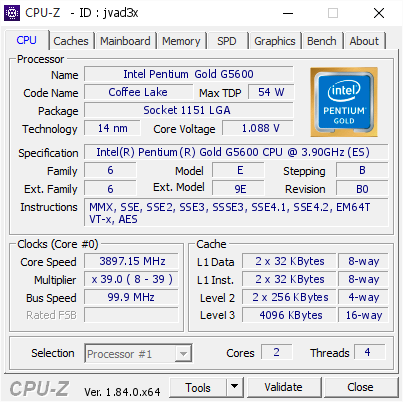 CPU-Z - ID : jvad3x
CPU Caches Mainboard Memory SPD Graphics Bench About
Processor
Name Intel Pentium Gold G5600
Code Name Coffee Lake Max TDP 54 W
Package Socket 1151 LGA
Technology 14 nm Core Voltage 1.088 V
intel
PENTIUM
GOLD
Specification Intel(R) Pentium(R) Gold G5600 CPU @ 3.90GHz (ES)
Family 6 Model E Stepping B
Ext. Family 6 Ext. Model 9E Revision B0
Instructions MMX, SSE, SSE2, SSE3, SSSE3, SSE4.1, SSE4.2, EM64T
VT-x, AES
Clocks (Core #0) Cache
Core Speed 3897.15 MHz L1 Data 2 x 32 KBytes 8-way
Multiplier x 39.0 ( 8 - 39 ) L1 Inst. 2 x 32 KBytes 8-way
Bus Speed 99.9 MHz Level 2 2 x 256 KBytes 4-way
Rated FSB Level 3 4096 KBytes 16-way
Selection Processor #1 Cores 2 Threads 4
CPU-Z Ver. 1.84.0.x64 Tools Validate Close